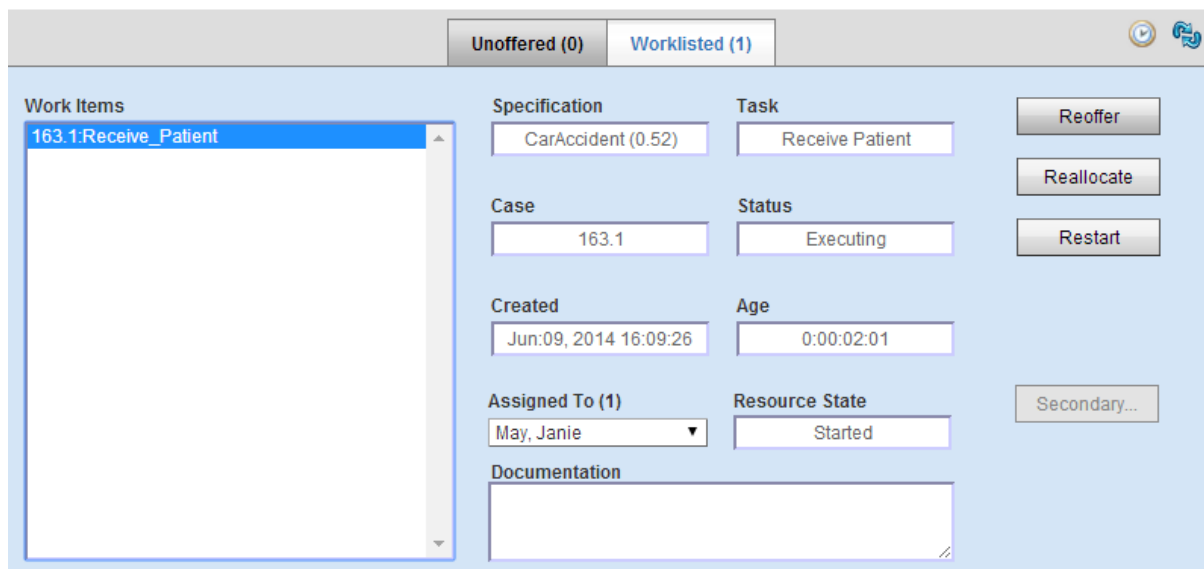 Unoffered (0)
Worklisted (1)
Work Items
163.1:Receive_Patient
Specification
CarAccident (0.52)
Task
Receive Patient
Case
163.1
Status
Executing
Created
Jun:09, 2014 16:09:26
Age
0:00:02:01
Assigned To (1)
May, Janie
Resource State
Started
Documentation
Reoffer
Reallocate
Restart
Secondary...